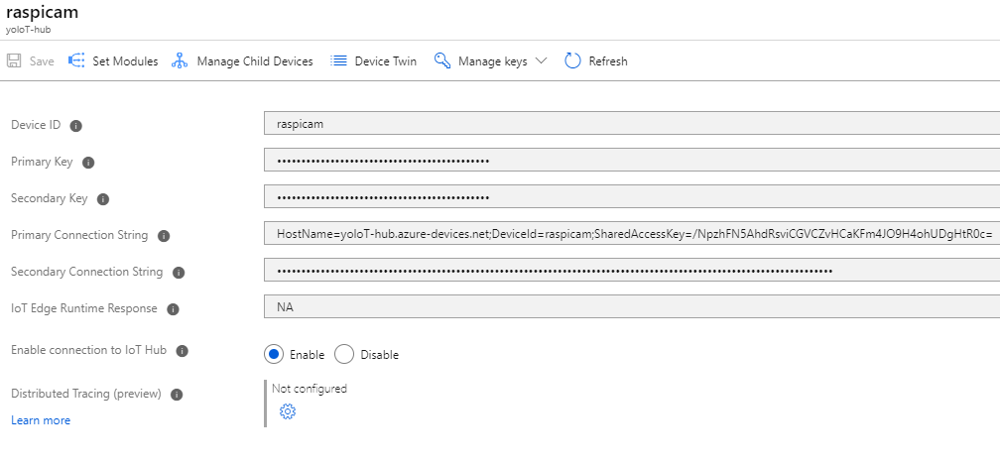 raspicam
yoloT-hub
Save
Set Modules
Manage Child Devices
Device Twin
Manage keys
Refresh
Device ID
raspicam
Primary Key
Secondary Key
Primary Connection String
HostName=yoloT-hub.azure-devices.net;DeviceId=raspicam;SharedAccessKey=/NpzhFN5AhdRsviCGVCZvHCaKFm4JO9H4ohUDgHtR0c=
Secondary Connection String
IoT Edge Runtime Response
NA
Enable connection to IoT Hub
Enable
Disable
Distributed Tracing (preview)
Not configured
Learn more